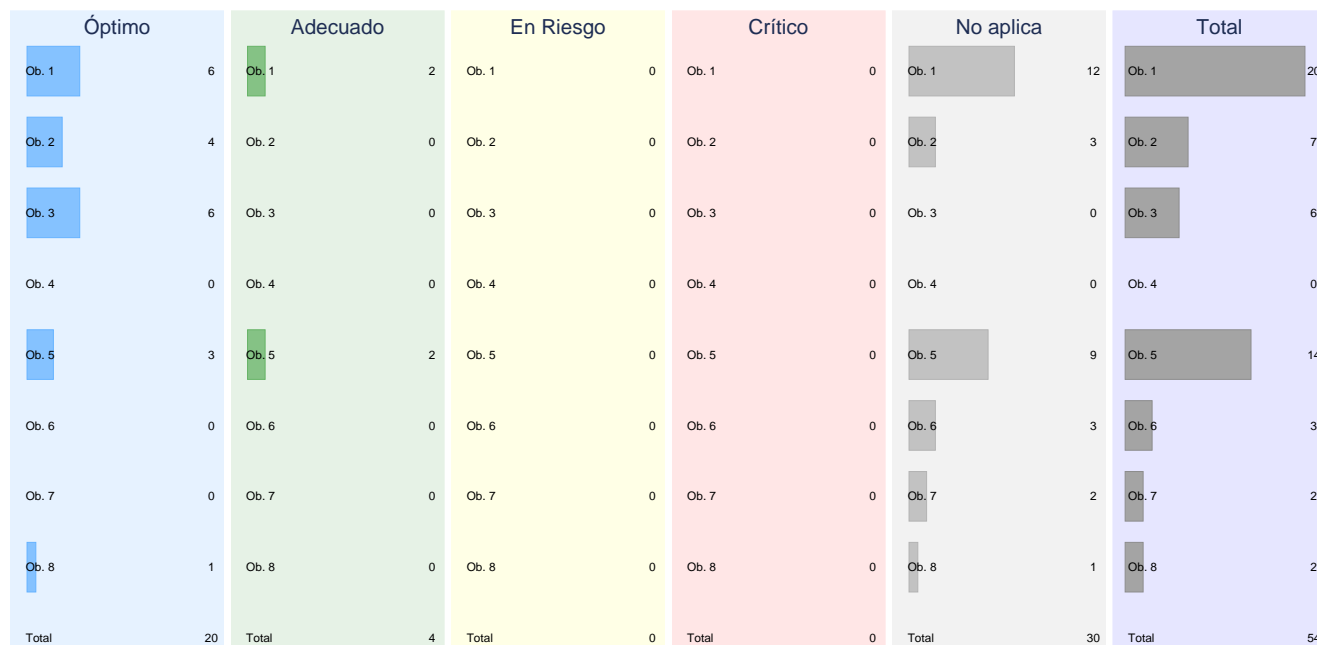 Óptimo Adecuado En Riesgo Crítico No aplica Total
Ob. 1 6 Ob. 1 2 Ob. 1 0 Ob. 1 0 Ob. 1 12 Ob. 1 20
Ob. 2 4 Ob. 2 0 Ob. 2 0 Ob. 2 0 Ob. 2 3 Ob. 2 7
Ob. 3 6 Ob. 3 0 Ob. 3 0 Ob. 3 0 Ob. 3 0 Ob. 3 6
Ob. 4 0 Ob. 4 0 Ob. 4 0 Ob. 4 0 Ob. 4 0 Ob. 4 0
Ob. 5 3 Ob. 5 2 Ob. 5 0 Ob. 5 0 Ob. 5 9 Ob. 5 14
Ob. 6 0 Ob. 6 0 Ob. 6 0 Ob. 6 0 Ob. 6 3 Ob. 6 3
Ob. 7 0 Ob. 7 0 Ob. 7 0 Ob. 7 0 Ob. 7 2 Ob. 7 2
Ob. 8 1 Ob. 8 0 Ob. 8 0 Ob. 8 0 Ob. 8 1 Ob. 8 2
Total 20 Total 4 Total 0 Total 0 Total 30 Total 54